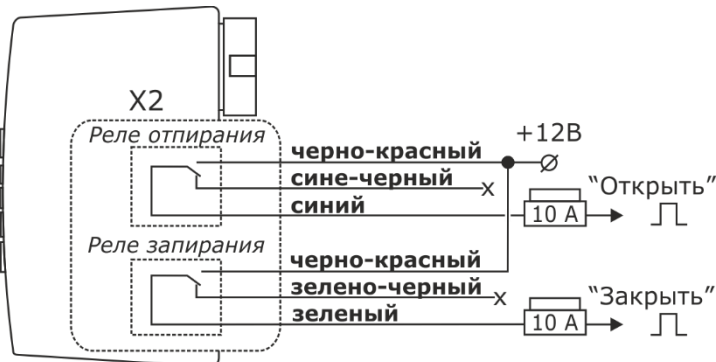 X2
Реле отпирания
черно-красный
+12В
сине-черный
х
"Открыть"
синий
10 А
Реле запирания
черно-красный
зелено-черный
х
"Закрыть"
зеленый
10 А